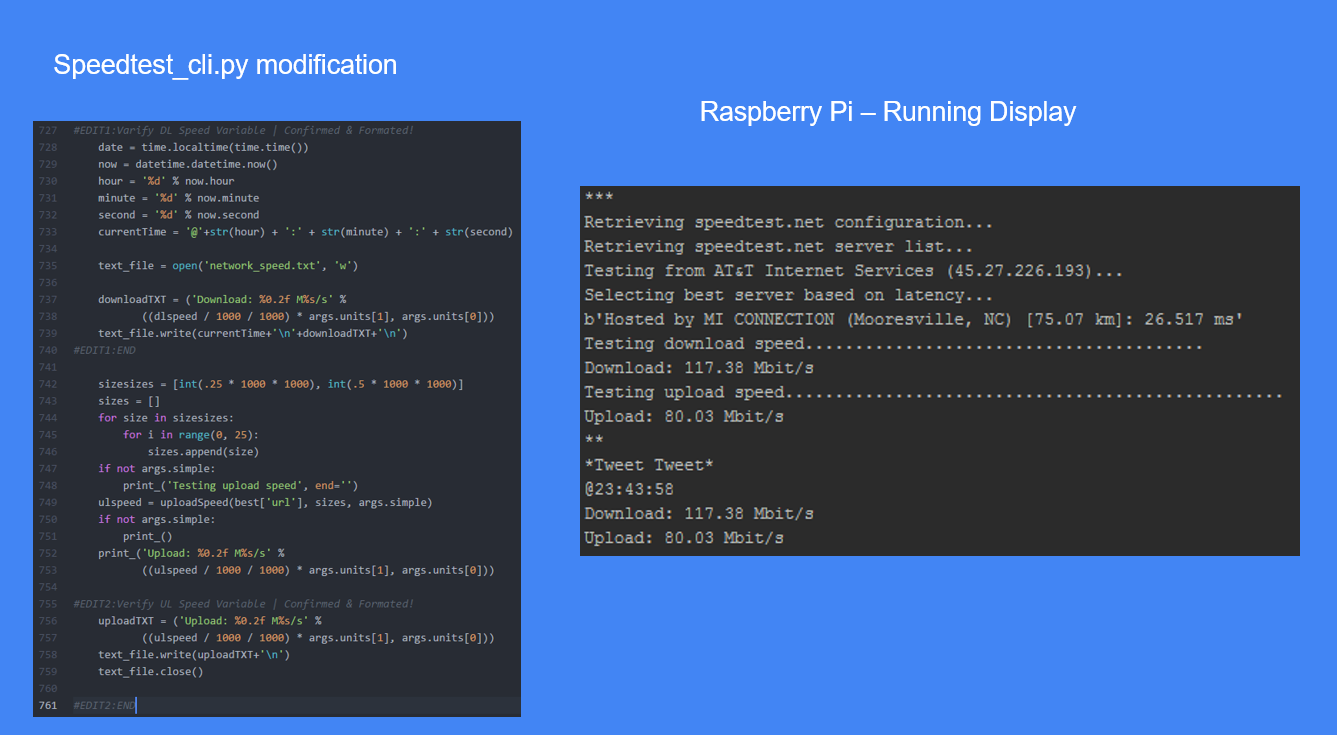 Speedtest_cli.py modification
727 #EDIT1:Varify DL Speed Variable | Confirmed & Formated!
728     date = time.localtime(time.time())
729     now = datetime.datetime.now()
730     hour = '%d' % now.hour
731     minute = '%d' % now.minute
732     second = '%d' % now.second
733     currentTime = '@'+str(hour) + ':' + str(minute) + ':' + str(second)
734
735     text_file = open('network_speed.txt', 'w')
736
737     downloadTXT = ('Download: %0.2f M%s/s' %
738            ((dlspeed / 1000 / 1000) * args.units[1], args.units[0]))
739     text_file.write(currentTime+'\n'+downloadTXT+'\n')
740 #EDIT1:END
741
742     sizesizes = [int(.25 * 1000 * 1000), int(.5 * 1000 * 1000)]
743     sizes = []
744     for size in sizesizes:
745         for i in range(0, 25):
746             sizes.append(size)
747     if not args.simple:
748         print_('Testing upload speed', end='')
749     ulspeed = uploadSpeed(best['url'], sizes, args.simple)
750     if not args.simple:
751         print_()
752     print_('Upload: %0.2f M%s/s' %
753            ((ulspeed / 1000 / 1000) * args.units[1], args.units[0]))
754
755 #EDIT2:Verify UL Speed Variable | Confirmed & Formated!
756     uploadTXT = ('Upload: %0.2f M%s/s' %
757            ((ulspeed / 1000 / 1000) * args.units[1], args.units[0]))
758     text_file.write(uploadTXT+'\n')
759     text_file.close()
760
761 #EDIT2:END
Raspberry Pi – Running Display
***
Retrieving speedtest.net configuration...
Retrieving speedtest.net server list...
Testing from AT&T Internet Services (45.27.226.193)...
Selecting best server based on latency...
b'Hosted by MI CONNECTION (Mooresville, NC) [75.07 km]: 26.517 ms'
Testing download speed........................................
Download: 117.38 Mbit/s
Testing upload speed..................................................
Upload: 80.03 Mbit/s
**
*Tweet Tweet*
@23:43:58
Download: 117.38 Mbit/s
Upload: 80.03 Mbit/s